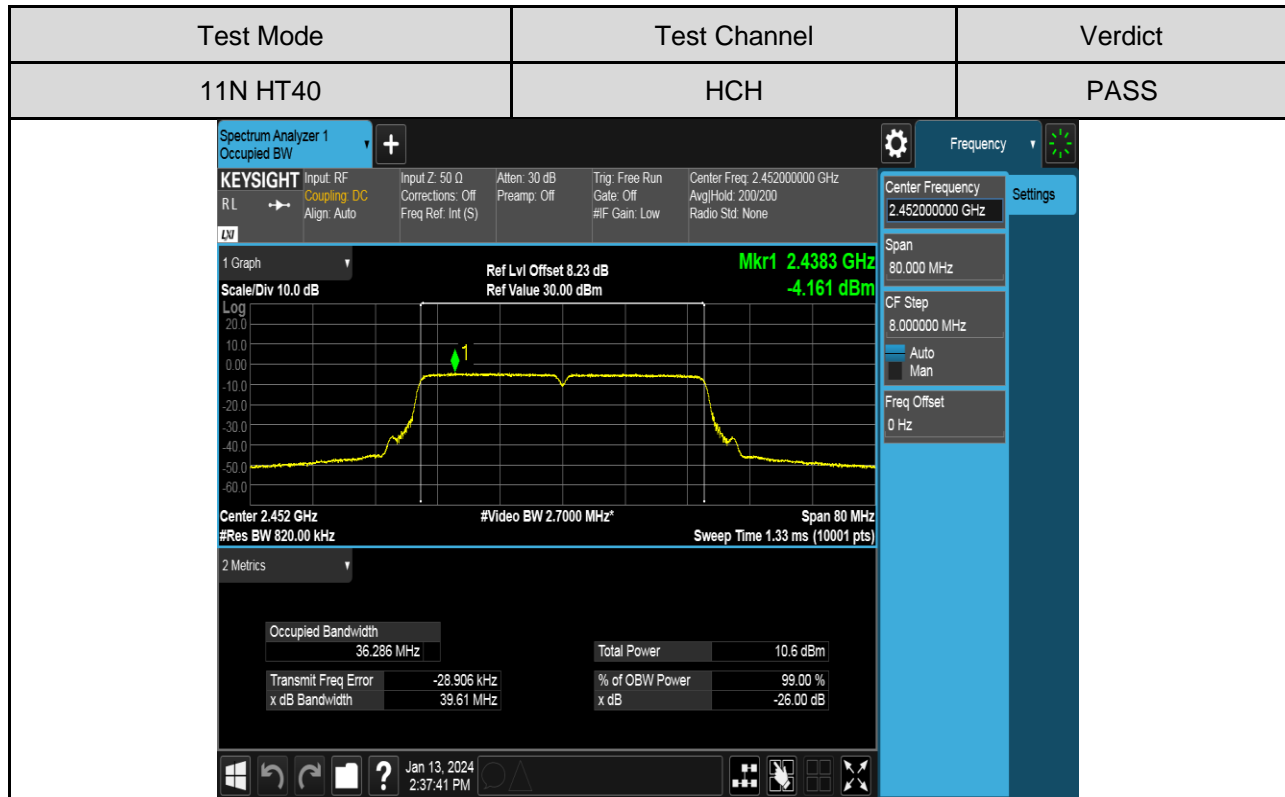 Test Mode Test Channel Verdict
11N HT40 HCH PASS
Spectrum Analyzer 1
Occupied BW
+
Frequency
KEYSIGHT Input: RF Input Z: 50 Ω Atten: 30 dB Trig: Free Run Center Freq: 2.452000000 GHz
RL Coupling: DC Corrections: Off Preamp: Off Gate: Off Avg|Hold: 200/200
Align: Auto Freq Ref: Int (S) #IF Gain: Low Radio Std: None
LXI
Center Frequency
2.452000000 GHz
Settings
Span
80.000 MHz
CF Step
8.000000 MHz
Auto
Man
Freq Offset
0 Hz
1 Graph
Ref Lvl Offset 8.23 dB
Mkr1 2.4383 GHz
Scale/Div 10.0 dB Ref Value 30.00 dBm -4.161 dBm
Log
20.0
10.0
1
0.00
-10.0
-20.0
-30.0
-40.0
-50.0
-60.0
Center 2.452 GHz #Video BW 2.7000 MHz* Span 80 MHz
#Res BW 820.00 kHz Sweep Time 1.33 ms (10001 pts)
2 Metrics
Occupied Bandwidth
36.286 MHz
Total Power 10.6 dBm
Transmit Freq Error -28.906 kHz % of OBW Power 99.00 %
x dB Bandwidth 39.61 MHz x dB -26.00 dB
? Jan 13, 2024
2:37:41 PM